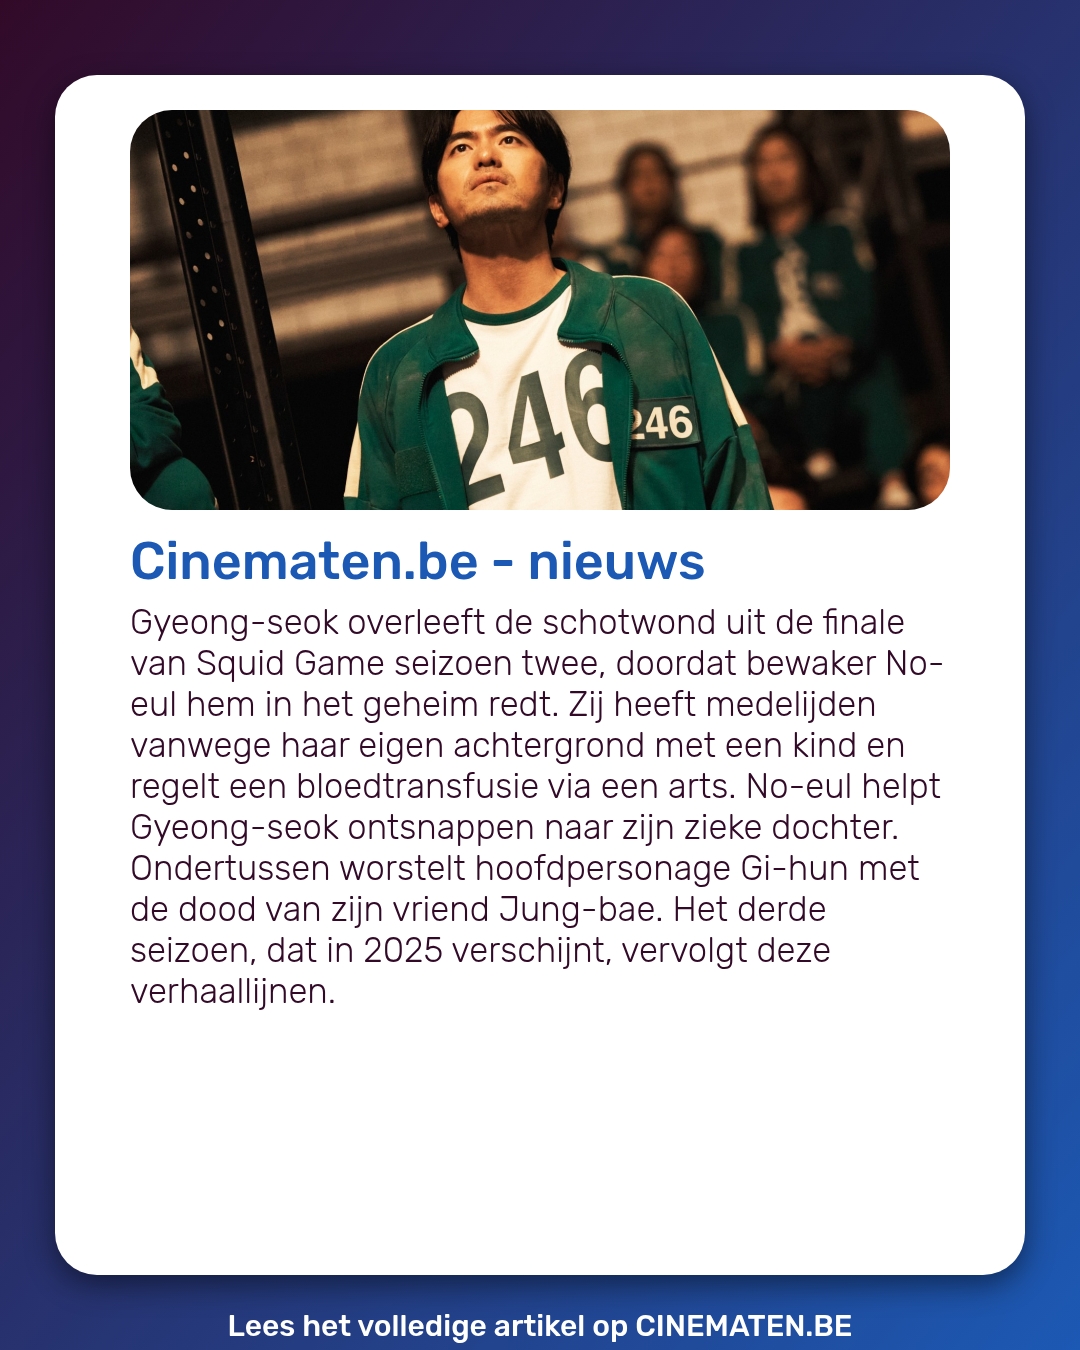 246
246
Cinematen.be - nieuws
Gyeong-seok overleeft de schotwond uit de finale
van Squid Game seizoen twee, doordat bewaker No-
eul hem in het geheim redt. Zij heeft medelijden
vanwege haar eigen achtergrond met een kind en
regelt een bloedtransfusie via een arts. No-eul helpt
Gyeong-seok ontsnappen naar zijn zieke dochter.
Ondertussen worstelt hoofdpersonage Gi-hun met
de dood van zijn vriend Jung-bae. Het derde
seizoen, dat in 2025 verschijnt, vervolgt deze
verhaallijnen.
Lees het volledige artikel op CINEMATEN.BE